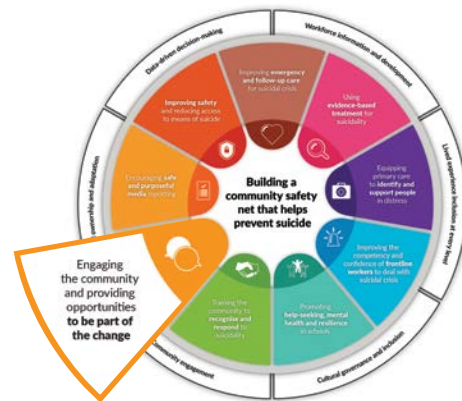 Data-driven decision-making
Workforce information and development
Lived experience inclusion at every level
Cultural governance and inclusion
ommunity engagement
wnership and adaptation
Improving emergency
and follow-up care
for suicidal crisis
Using
evidence-based
treatment for
suicidality
Equipping
primary care
to identify and
support people
in distress
Improving the
competency and
confidence of frontline
workers to deal with
suicidal crisis
Promoting
help-seeking, mental
health and resilience
in schools
Training the
community to
recognise and
respond to
suicidality
Engaging
the community
and providing
opportunities
to be part of
the change
Encouraging safe
and purposeful
media reporting
Improving safety
and reducing access
to means of suicide
Building a
community safety
net that helps
prevent suicide